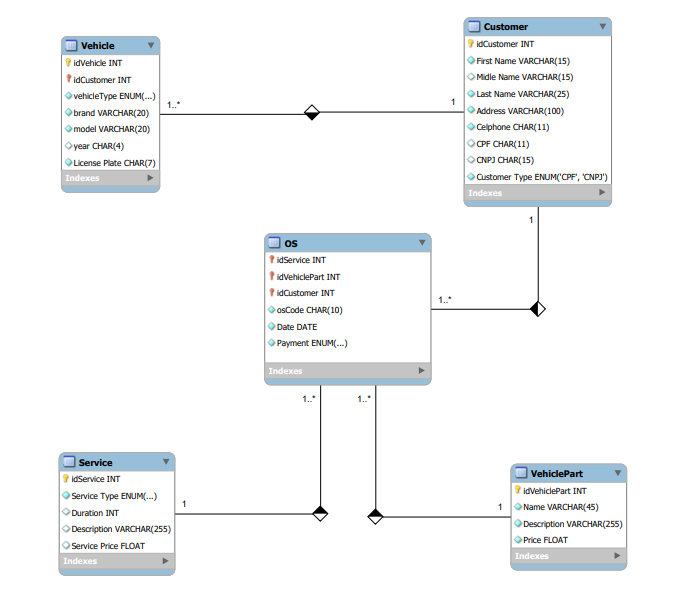 Vehicle
idVehicle INT
idCustomer INT
vehicleType ENUM(...)
brand VARCHAR(20)
model VARCHAR(20)
year CHAR(4)
License Plate CHAR(7)
Indexes
1..*
1
Customer
idCustomer INT
First Name VARCHAR(15)
Midle Name VARCHAR(15)
Last Name VARCHAR(25)
Address VARCHAR(100)
Celphone CHAR(11)
CPF CHAR(11)
CNPJ CHAR(15)
Customer Type ENUM('CPF', 'CNPJ')
Indexes
1
1..*
OS
idService INT
idVehiclePart INT
idCustomer INT
osCode CHAR(10)
Date DATE
Payment ENUM(...)
Indexes
1..*
1..*
Service
idService INT
Service Type ENUM(...)
Duration INT
Description VARCHAR(255)
Service Price FLOAT
Indexes
1
1
VehiclePart
idVehiclePart INT
Name VARCHAR(45)
Description VARCHAR(255)
Price FLOAT
Indexes